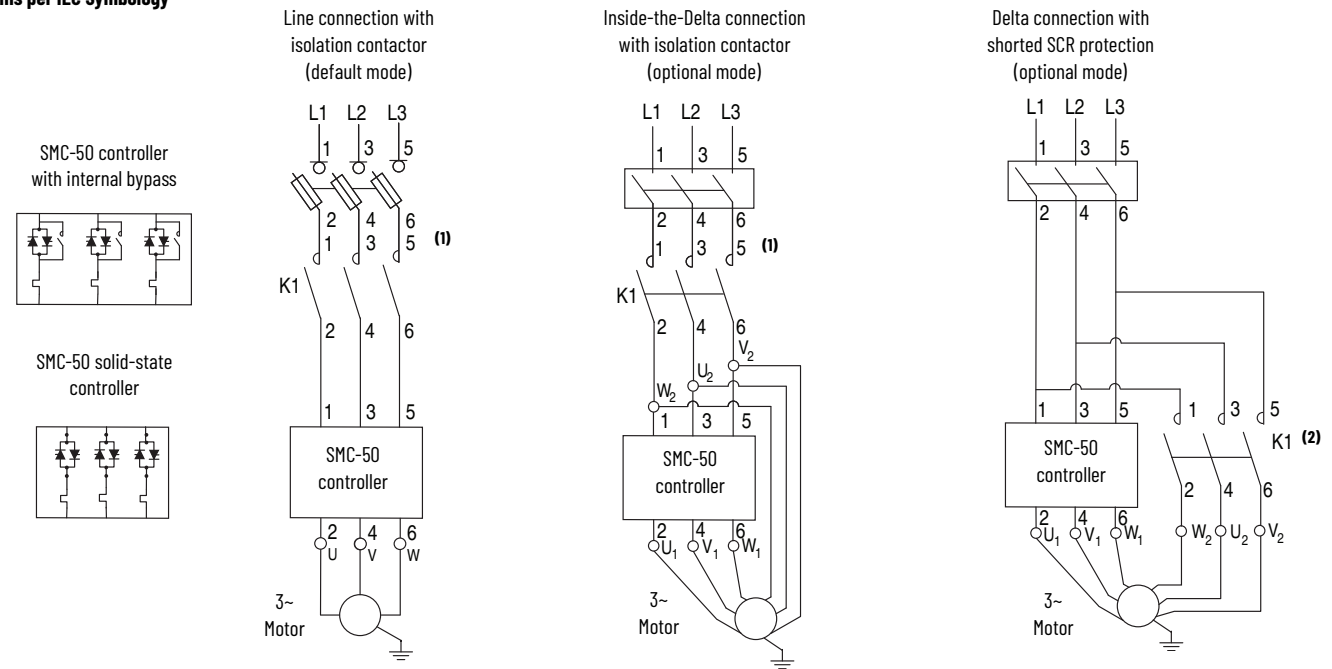 ms per IEC Symbology
SMC-50 controller
with internal bypass
SMC-50 solid-state
controller
Line connection with
isolation contactor
(default mode)
L1 L2 L3
1 3 5
2 4 6
1 3 5 (1)
K1
2 4 6
1 3 5
SMC-50
controller
2 4 6
U V W
3~
Motor
Inside-the-Delta connection
with isolation contactor
(optional mode)
L1 L2 L3
1 3 5
2 4 6
1 3 5 (1)
K1
2 4 6
V2
U2
W2
1 3 5
SMC-50
controller
2 4 6
U1 V1 W1
3~
Motor
Delta connection with
shorted SCR protection
(optional mode)
L1 L2 L3
1 3 5
2 4 6
1 3 5
SMC-50
controller
2 4 6
U1 V1 W1
1 3 5
K1 (2)
2 4 6
W2 U2 V2
3~
Motor